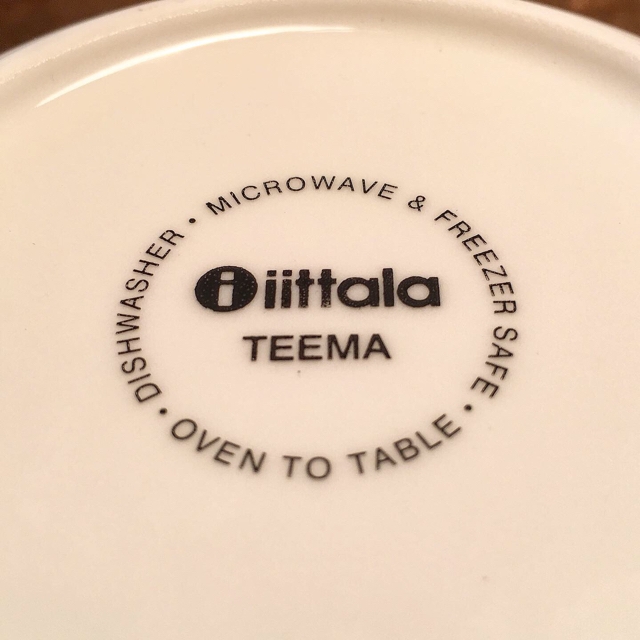 DISHWASHER • MICROWAVE & FREEZER SAFE •
i iittala
TEEMA
OVEN TO TABLE •